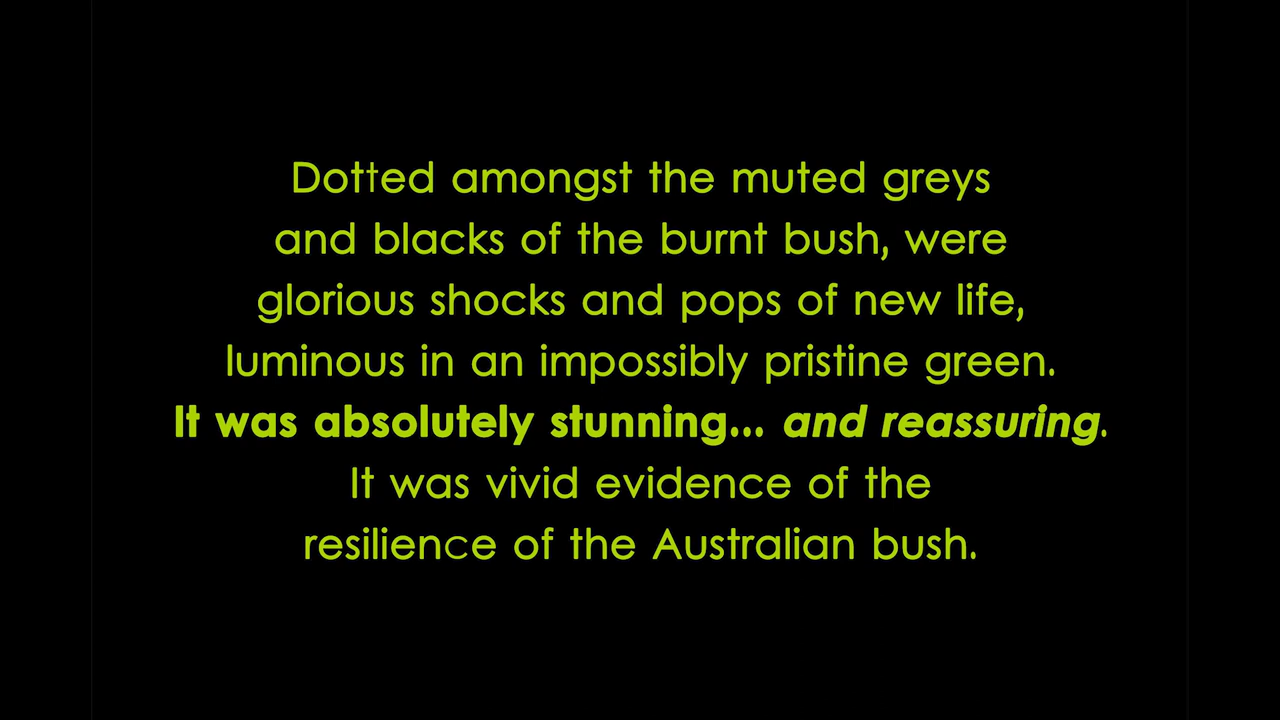 Dotted amongst the muted greys
and blacks of the burnt bush, were
glorious shocks and pops of new life,
luminous in an impossibly pristine green.
It was absolutely stunning... and reassuring.
It was vivid evidence of the
resilience of the Australian bush.